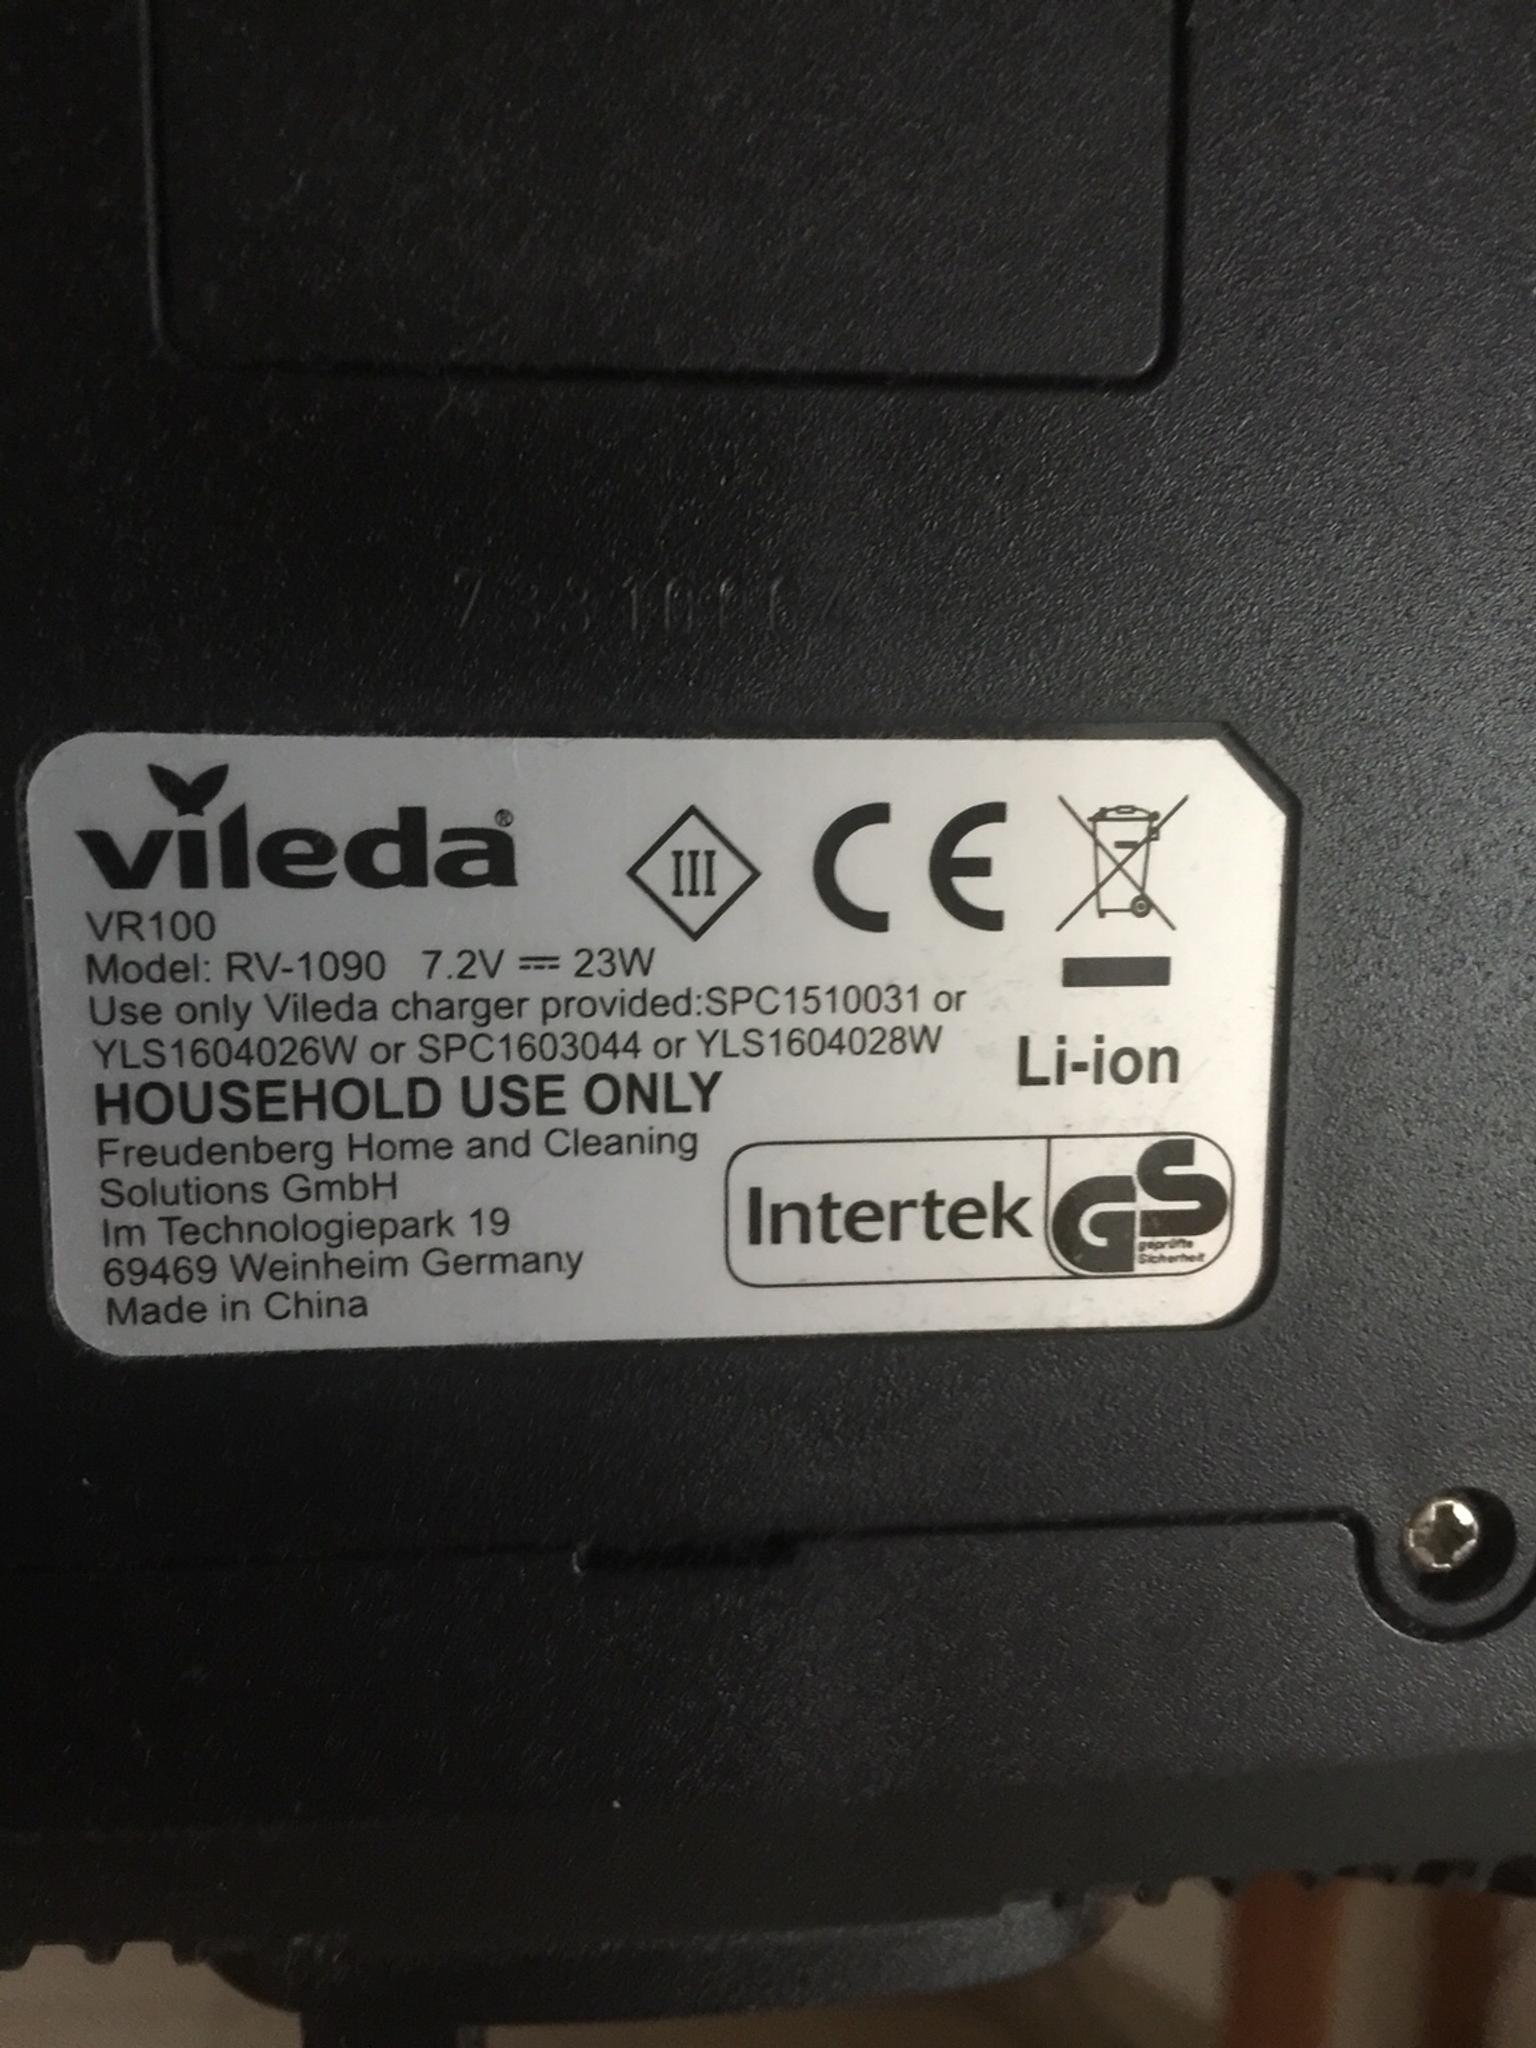 vileda®
III
CE
VR100
Model: RV-1090 7.2V ⎓ 23W
Use only Vileda charger provided:SPC1510031 or
YLS1604026W or SPC1603044 or YLS1604028W
Li-ion
HOUSEHOLD USE ONLY
Freudenberg Home and Cleaning
Solutions GmbH
Im Technologiepark 19
69469 Weinheim Germany
Made in China
Intertek
GS
geprüfte
Sicherheit